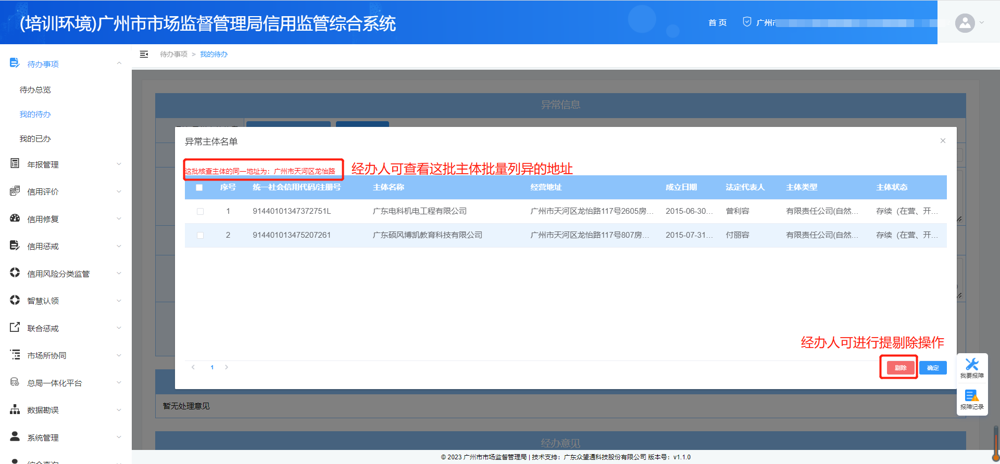 (培训环境)广州市市场监督管理局信用监管综合系统
首 页
广州市
待办事项 > 我的待办
待办事项
待办总览
我的待办
我的已办
年报管理
信用评价
信用修复
信用惩戒
信用风险分类监管
智慧认领
联合惩戒
市场所协同
总局一体化平台
数据勘误
系统管理
综合查询
异常信息
异常主体名单
这批核查主体的同一地址为：广州市天河区龙怡路
经办人可查看这批主体批量列异的地址
序号 统一社会信用代码/注册号 主体名称 经营地址 成立日期 法定代表人 主体类型 主体状态
1 91440101347372751L 广东电科机电工程有限公司 广州市天河区龙怡路117号2605房... 2015-06-30... 曾利容 有限责任公司(自然... 存续（在营、开...
2 914401013475207261 广东硕风博凯教育科技有限公司 广州市天河区龙怡路117号807房... 2015-07-31... 付丽容 有限责任公司(自然... 存续（在营、开...
经办人可进行提剔除操作
1
剔除
确定
我要报障
报障记录
暂无处理意见
经办意见
© 2023 广州市市场监督管理局 | 技术支持：广东众望通科技股份有限公司 版本号：v1.1.0